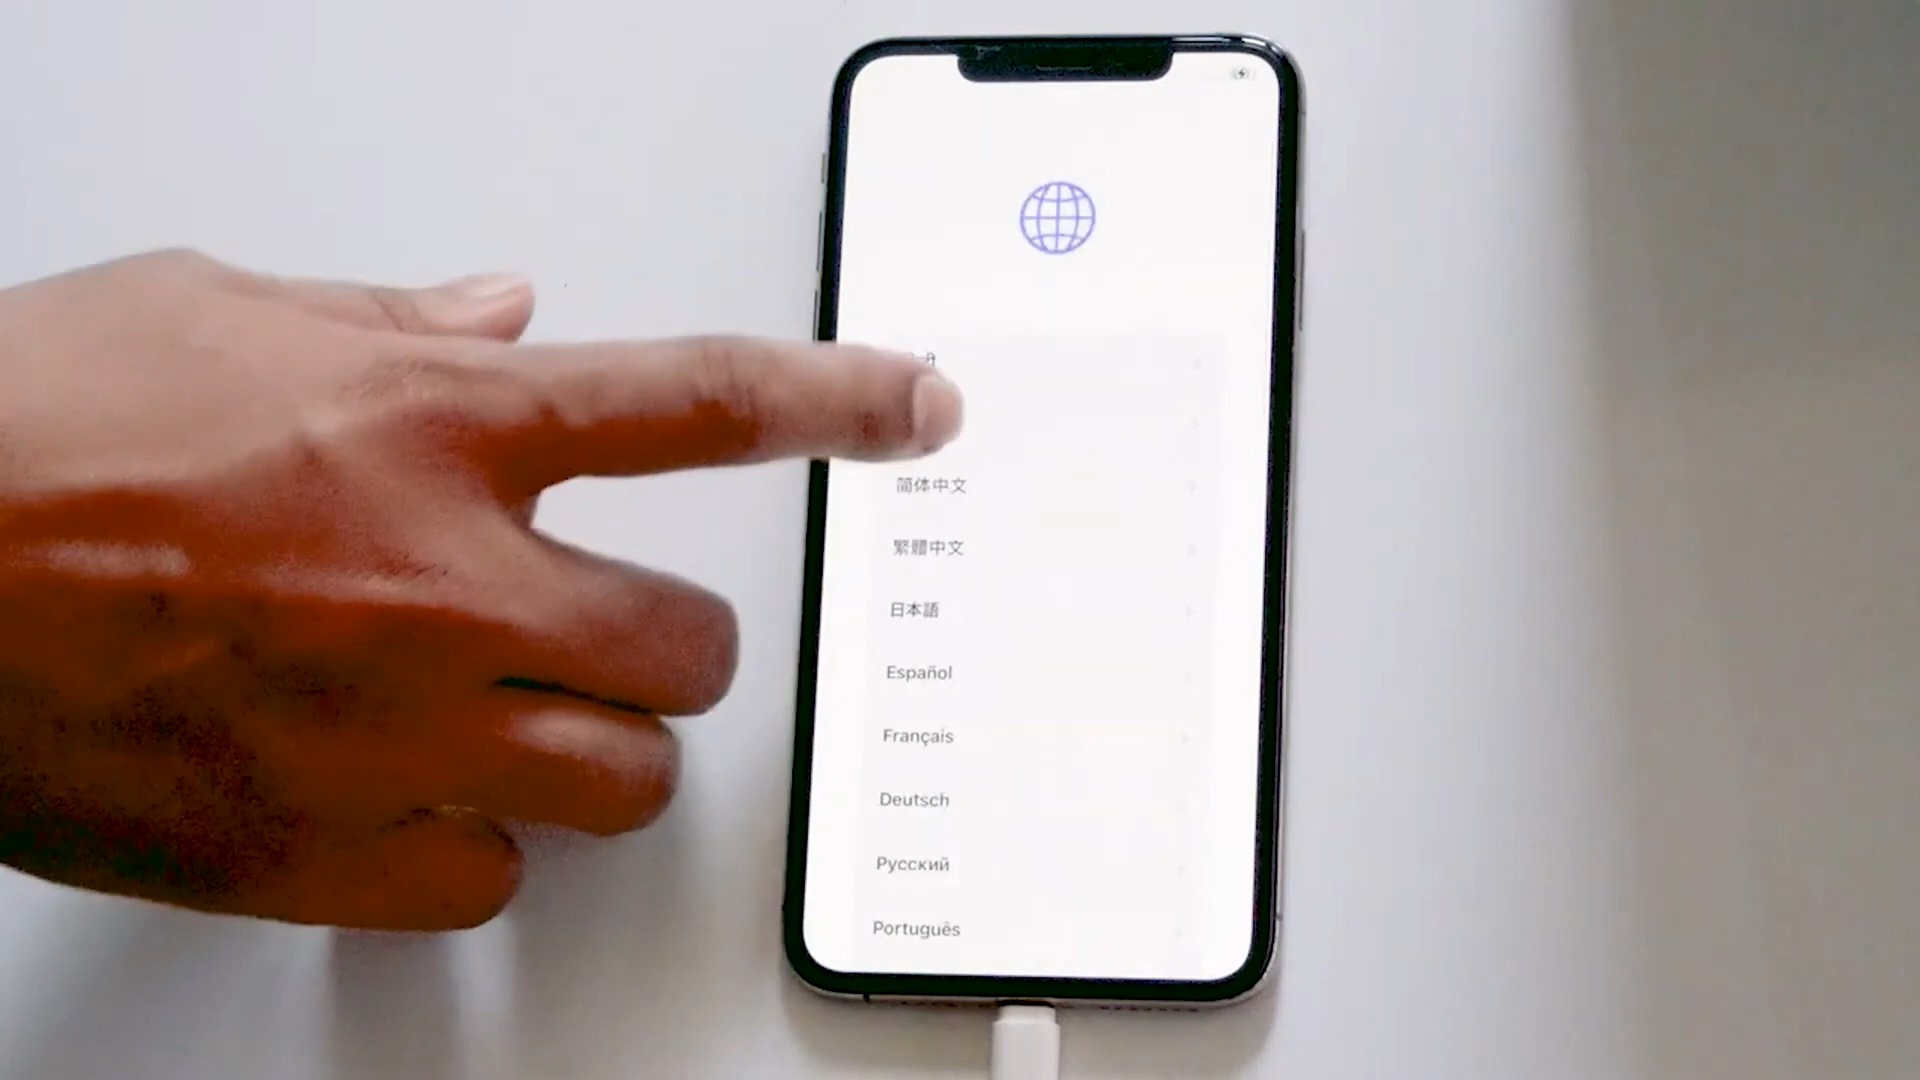 简体中文
繁體中文
日本語
Español
Français
Deutsch
Русский
Português